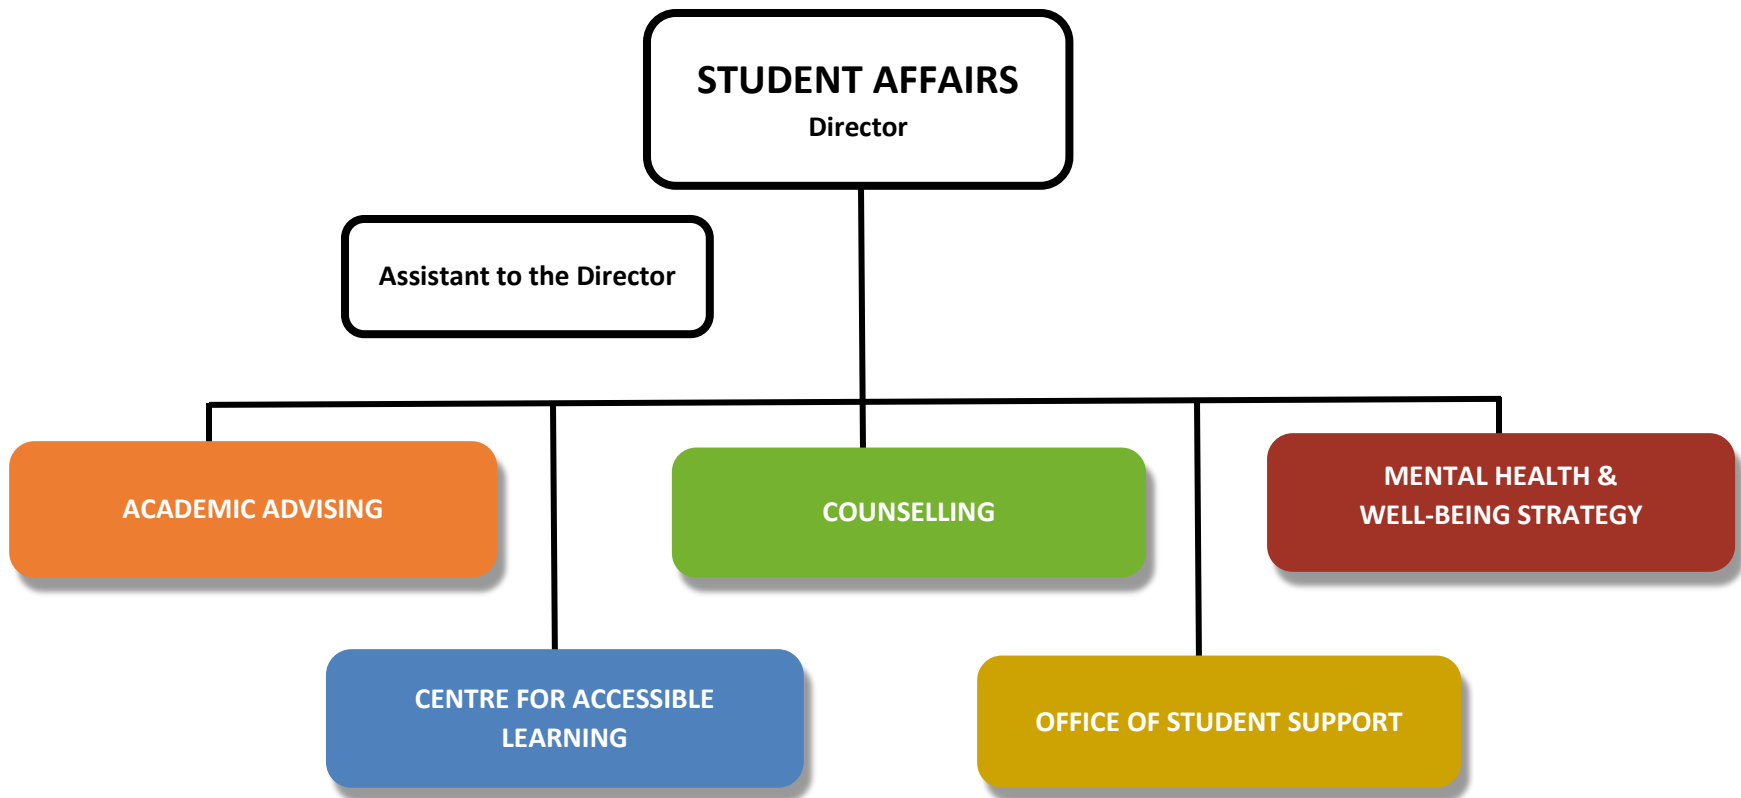 STUDENT AFFAIRS
Director
Assistant to the Director
ACADEMIC ADVISING
COUNSELLING
MENTAL HEALTH &
WELL-BEING STRATEGY
CENTRE FOR ACCESSIBLE
LEARNING
OFFICE OF STUDENT SUPPORT